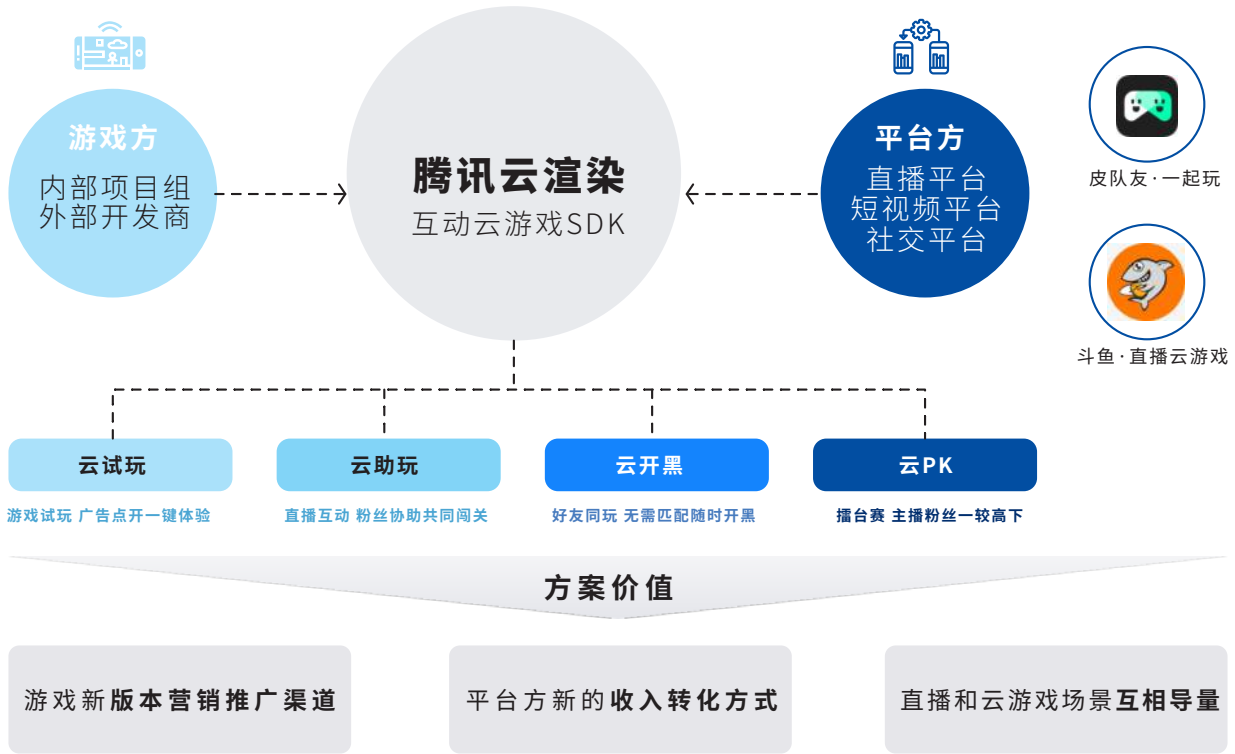 游戏方
内部项目组
外部开发商
腾讯云渲染
互动云游戏SDK
平台方
直播平台
短视频平台
社交平台
皮队友·一起玩
斗鱼·直播云游戏
云试玩
云助玩
云开黑
云PK
游戏试玩 广告点开一键体验
直播互动 粉丝协助共同闯关
好友同玩 无需匹配随时开黑
擂台赛 主播粉丝一较高下
方案价值
游戏新版本营销推广渠道
平台方新的收入转化方式
直播和云游戏场景互相导量